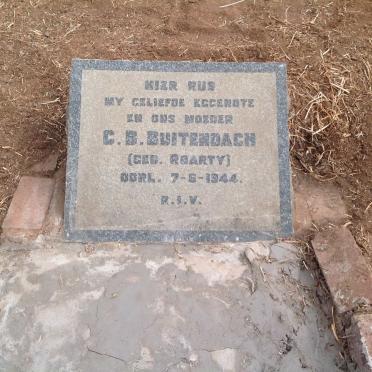 HIER RUS
MY GELIEFDE EGGENOTE
EN ONS MOEDER
C. B. BUITENDACH
(GEB. ROARTY)
OORL. 7-6-1944.
R.I.V.